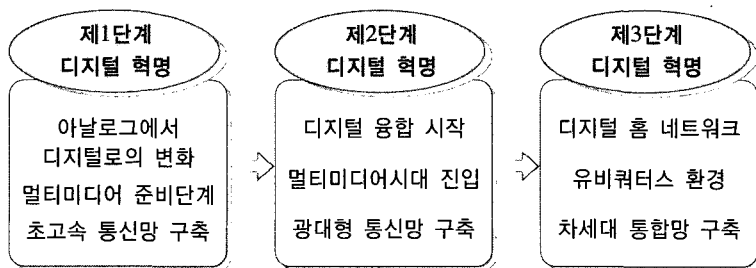 제1단계
디지털 혁명
아날로그에서
디지털로의 변화
멀티미디어 준비단계
초고속 통신망 구축
제2단계
디지털 혁명
디지털 융합 시작
멀티미디어시대 진입
광대형 통신망 구축
제3단계
디지털 혁명
디지털 홈 네트워크
유비쿼터스 환경
차세대 통합망 구축